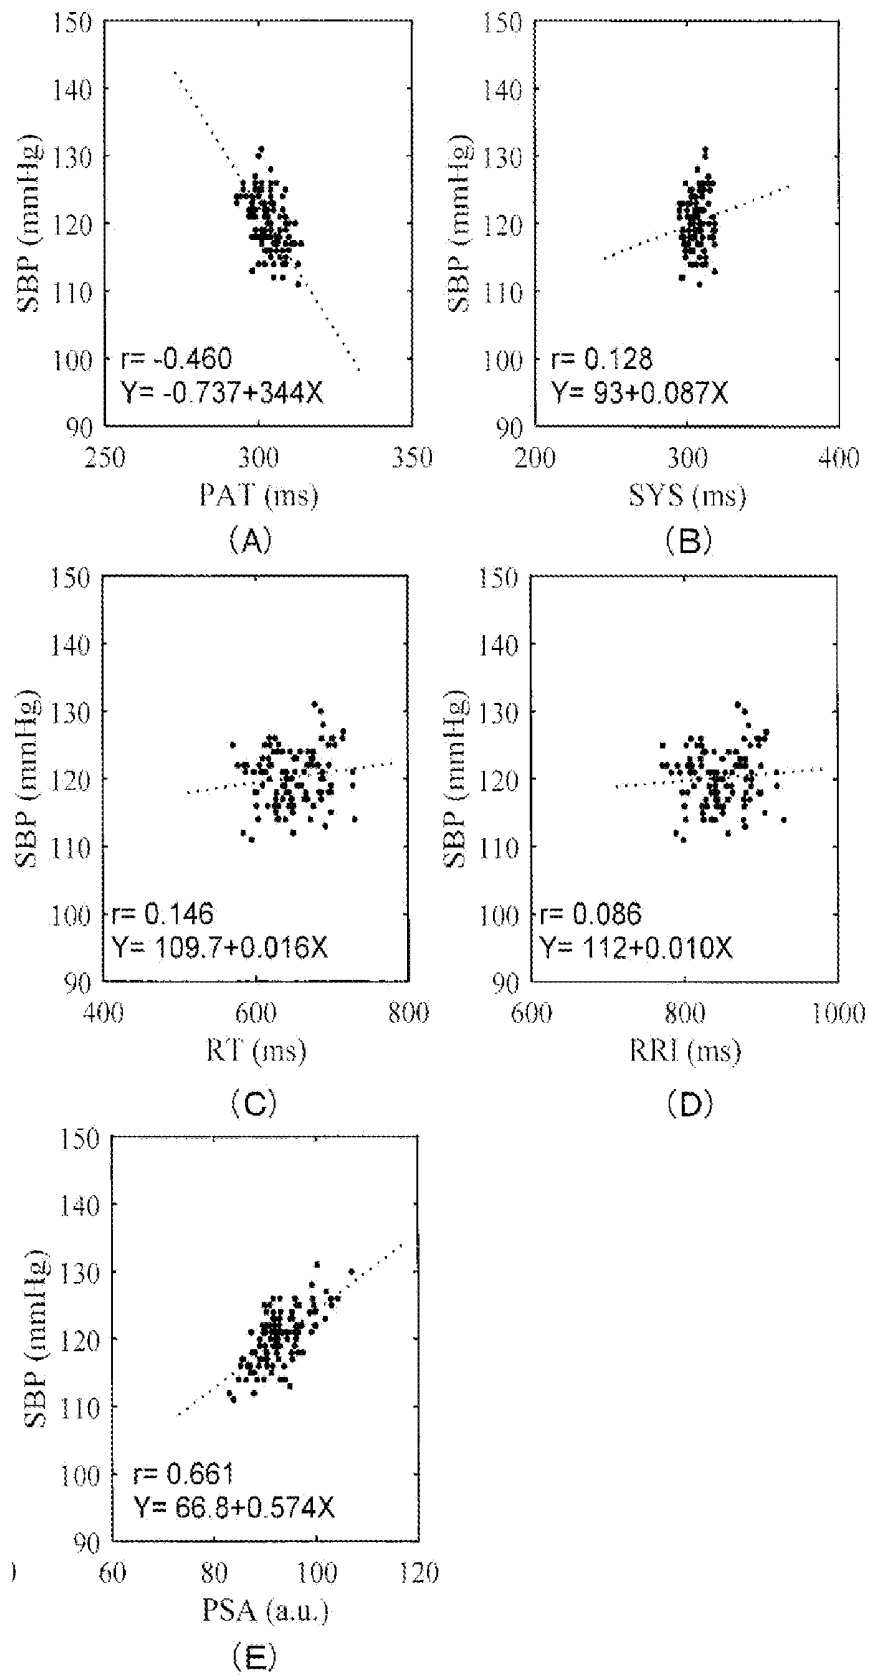 150
140
130
120
110
100
90
SBP (mmHg)
r= -0.460
Y= -0.737+344X
250 300 350
PAT (ms)
(A)
150
140
130
120
110
100
90
SBP (mmHg)
r= 0.128
Y= 93+0.087X
200 300 400
SYS (ms)
(B)
150
140
130
120
110
100
90
SBP (mmHg)
r= 0.146
Y= 109.7+0.016X
400 600 800
RT (ms)
(C)
150
140
130
120
110
100
90
SBP (mmHg)
r= 0.086
Y= 112+0.010X
600 800 1000
RRI (ms)
(D)
150
140
130
120
110
100
90
SBP (mmHg)
r= 0.661
Y= 66.8+0.574X
) 60 80 100 120
PSA (a.u.)
(E)